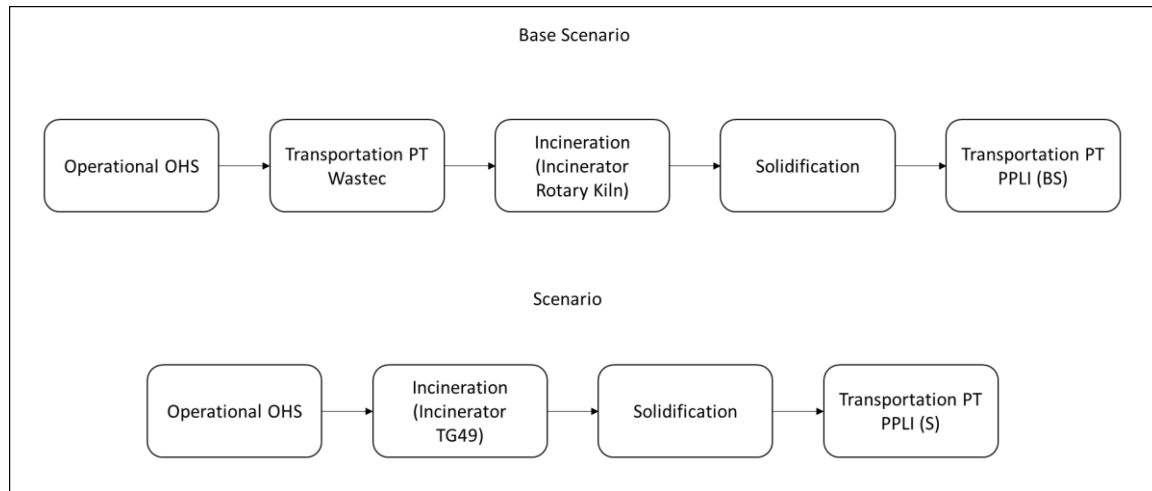 Base Scenario
Operational OHS
Transportation PT
Wastec
Incineration
(Incinerator
Rotary Kiln)
Solidification
Transportation PT
PPLI (BS)
Scenario
Operational OHS
Incineration
(Incinerator
TG49)
Solidification
Transportation PT
PPLI (S)